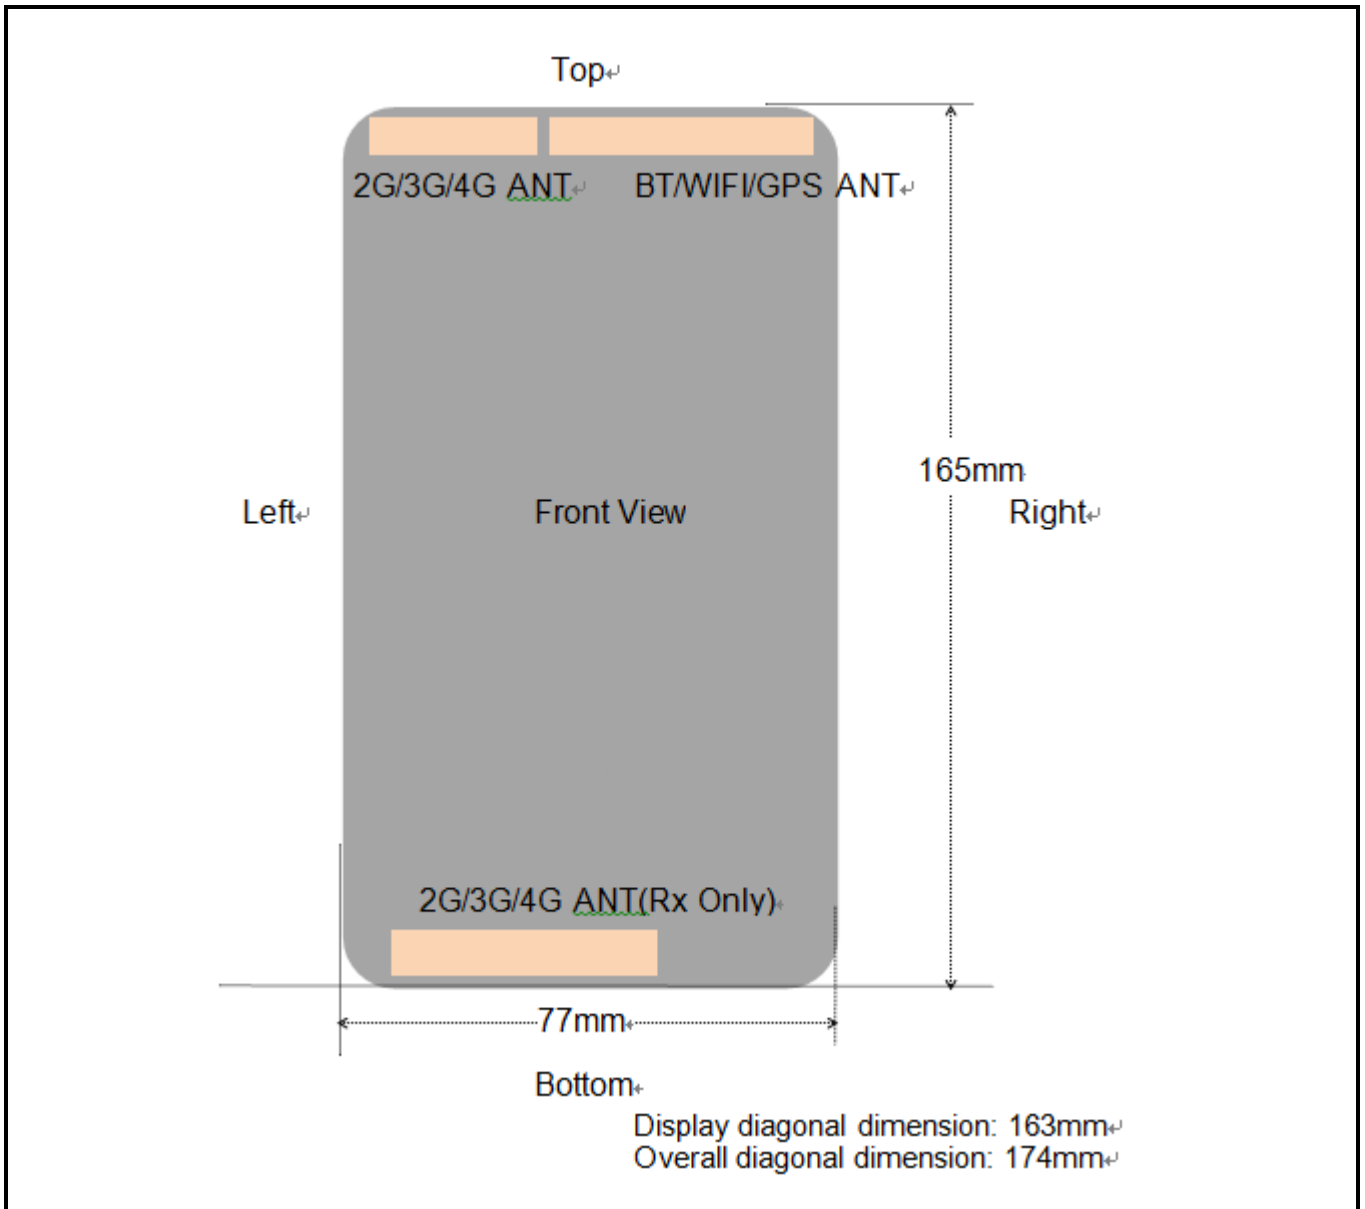 Top
2G/3G/4G ANT BT/WIFI/GPS ANT
165mm
Left Front View Right
2G/3G/4G ANT(Rx Only)
77mm
Bottom
Display diagonal dimension: 163mm
Overall diagonal dimension: 174mm